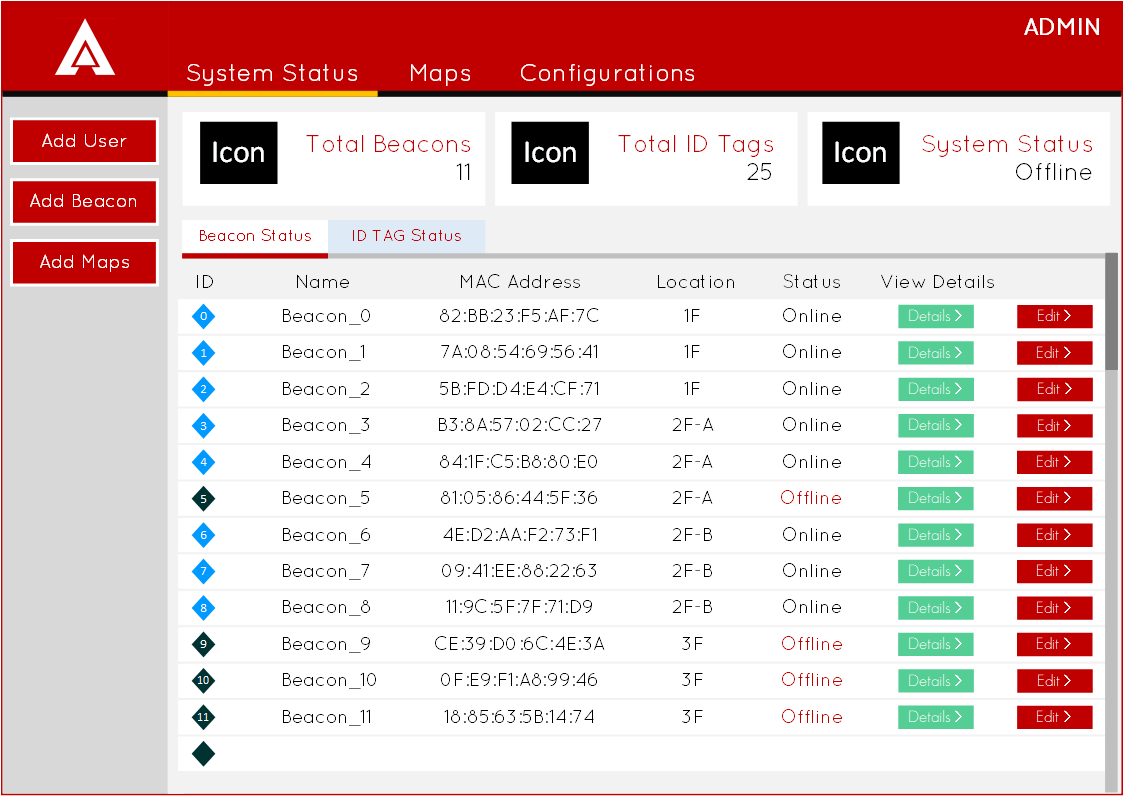 ADMIN
System Status Maps Configurations
Add User
Add Beacon
Add Maps
Icon Total Beacons
11
Icon Total ID Tags
25
Icon System Status
Offline
Beacon Status ID TAG Status
ID Name MAC Address Location Status View Details
0 Beacon_0 82:BB:23:F5:AF:7C 1F Online Details > Edit >
1 Beacon_1 7A:08:54:69:56:41 1F Online Details > Edit >
2 Beacon_2 5B:FD:D4:E4:CF:71 1F Online Details > Edit >
3 Beacon_3 B3:8A:57:02:CC:27 2F-A Online Details > Edit >
4 Beacon_4 84:1F:C5:B8:80:E0 2F-A Online Details > Edit >
5 Beacon_5 81:05:86:44:5F:36 2F-A Offline Details > Edit >
6 Beacon_6 4E:D2:AA:F2:73:F1 2F-B Online Details > Edit >
7 Beacon_7 09:41:EE:88:22:63 2F-B Online Details > Edit >
8 Beacon_8 11:9C:5F:7F:71:D9 2F-B Online Details > Edit >
9 Beacon_9 CE:39:D0:6C:4E:3A 3F Offline Details > Edit >
10 Beacon_10 0F:E9:F1:A8:99:46 3F Offline Details > Edit >
11 Beacon_11 18:85:63:5B:14:74 3F Offline Details > Edit >